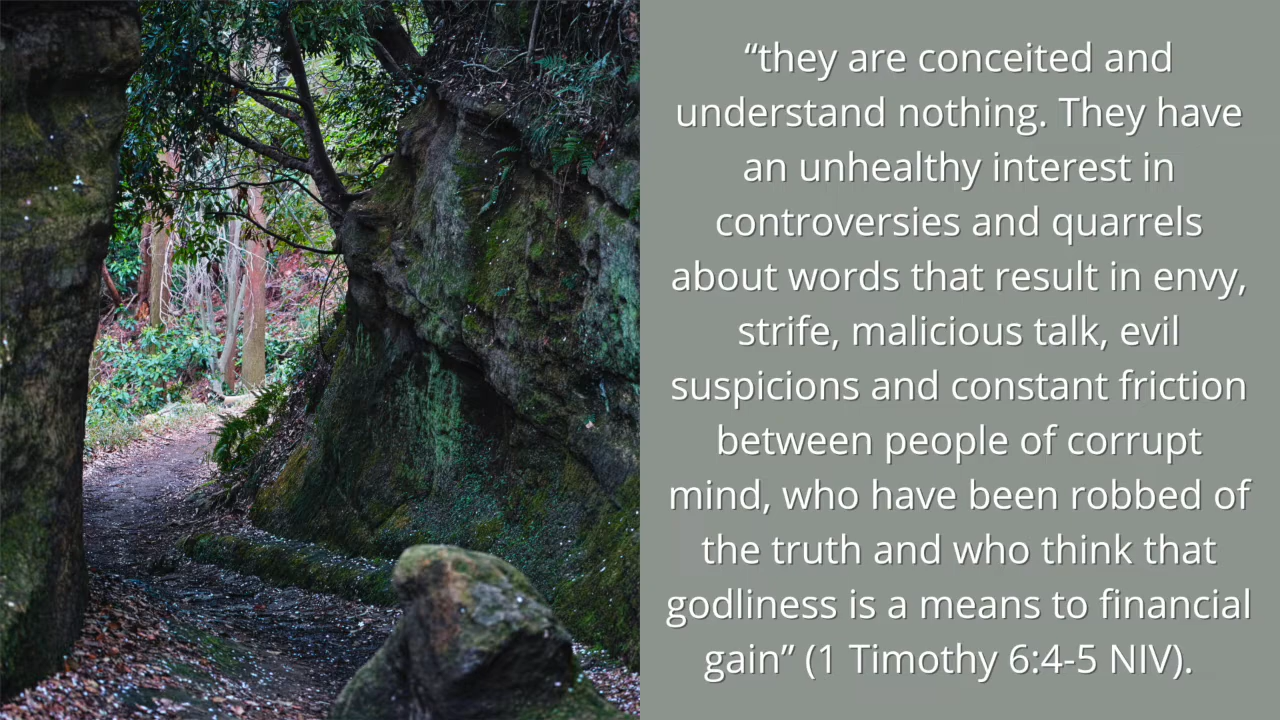 “they are conceited and
understand nothing. They have
an unhealthy interest in
controversies and quarrels
about words that result in envy,
strife, malicious talk, evil
suspicions and constant friction
between people of corrupt
mind, who have been robbed of
the truth and who think that
godliness is a means to financial
gain” (1 Timothy 6:4-5 NIV).